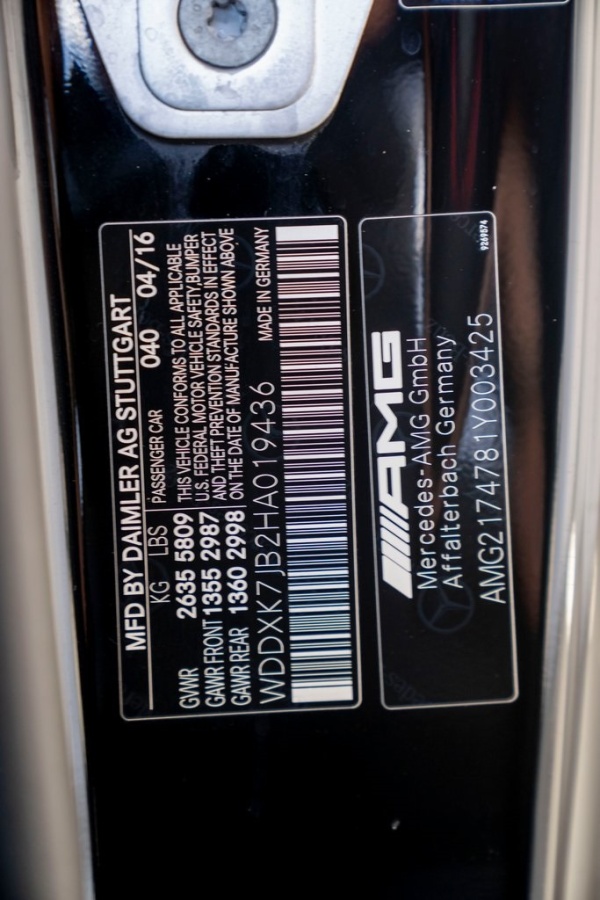 MFD BY DAIMLER AG STUTTGART
KG LBS PASSENGER CAR 040 04/16
GVWR 2635 5809
GAWR FRONT 1355 2987
GAWR REAR 1360 2998
THIS VEHICLE CONFORMS TO ALL APPLICABLE
U.S. FEDERAL MOTOR VEHICLE SAFETY,BUMPER
AND THEFT PREVENTION STANDARDS IN EFFECT
ON THE DATE OF MANUFACTURE SHOWN ABOVE
WDDXK7JB2HA019436 MADE IN GERMANY
AMG
Mercedes-AMG GmbH
Affalterbach Germany
AMG2174781Y003425
9269574